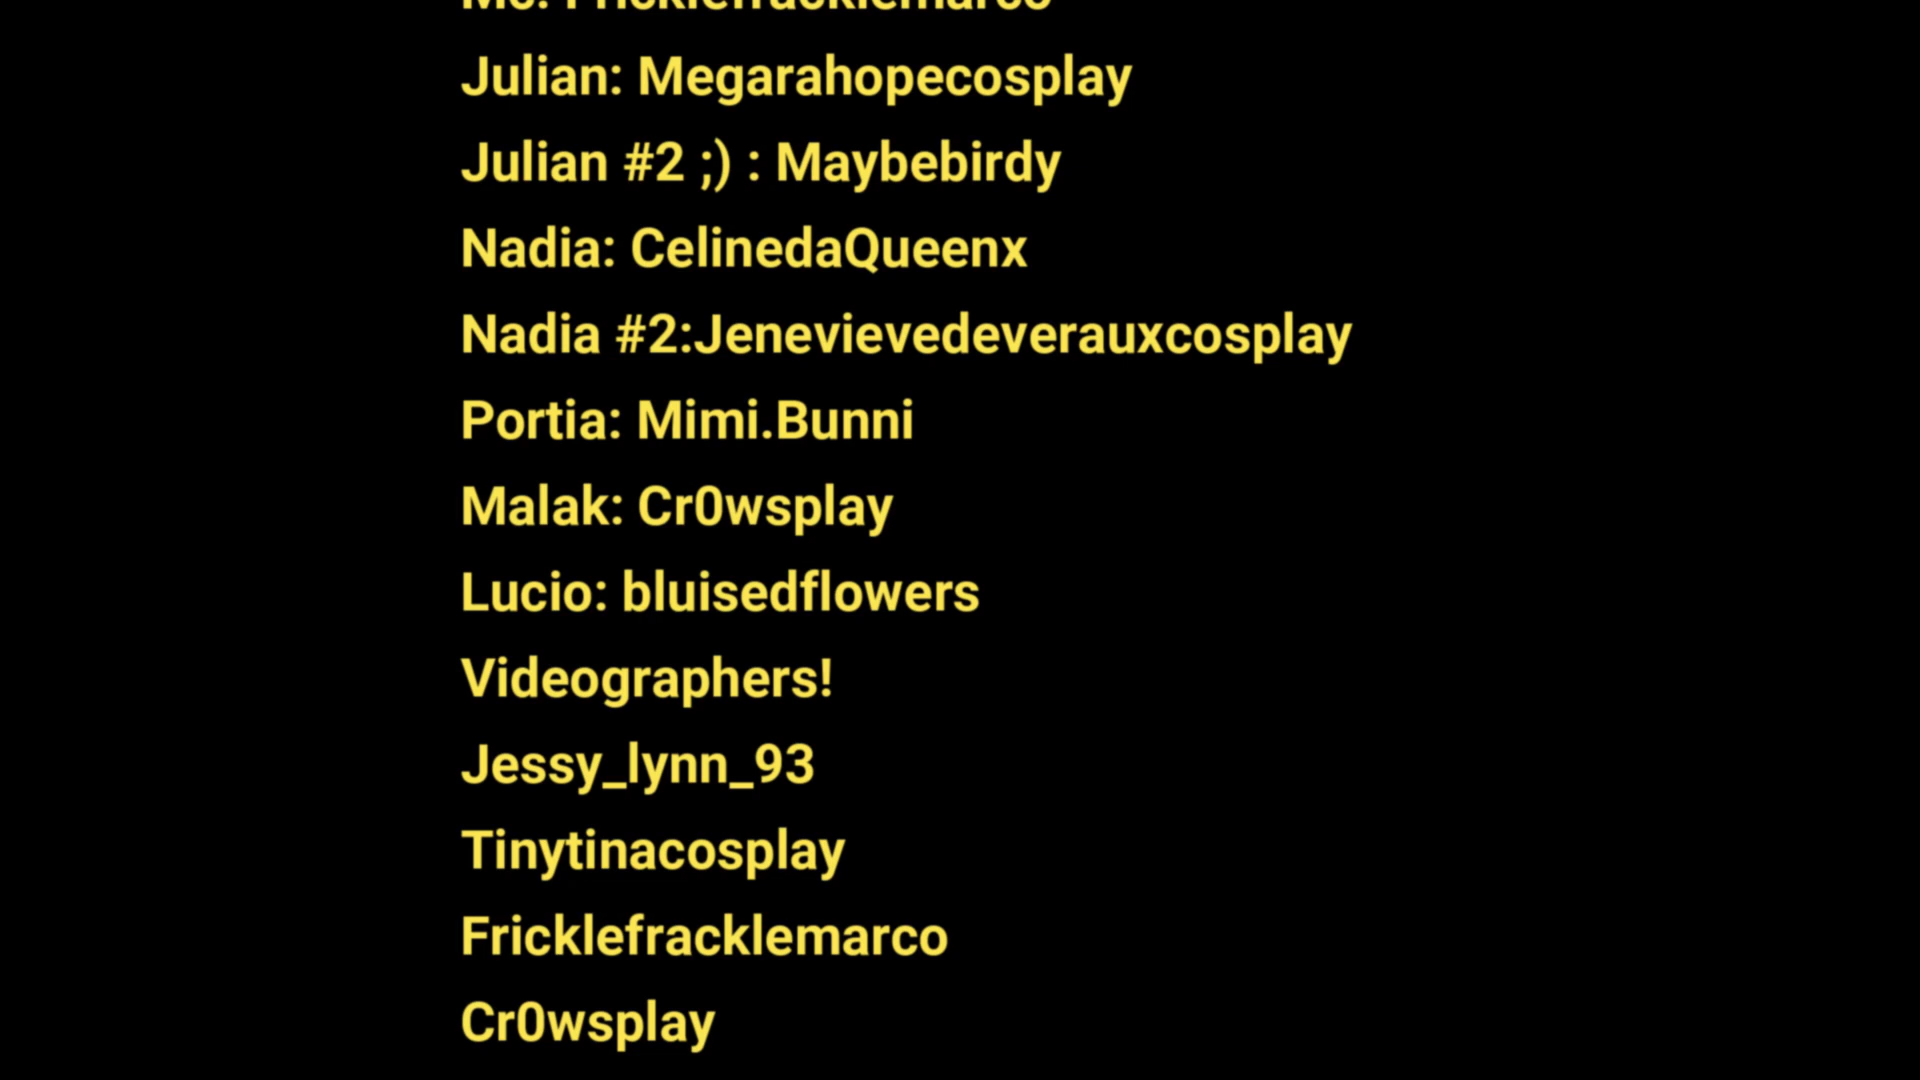 Mc: Fricklefracklemarco
Julian: Megarahopecosplay
Julian #2 ;) : Maybebirdy
Nadia: CelinedaQueenx
Nadia #2:Jenevievedeverauxcosplay
Portia: Mimi.Bunni
Malak: Cr0wsplay
Lucio: bluisedflowers
Videographers!
Jessy_lynn_93
Tinytinacosplay
Fricklefracklemarco
Cr0wsplay